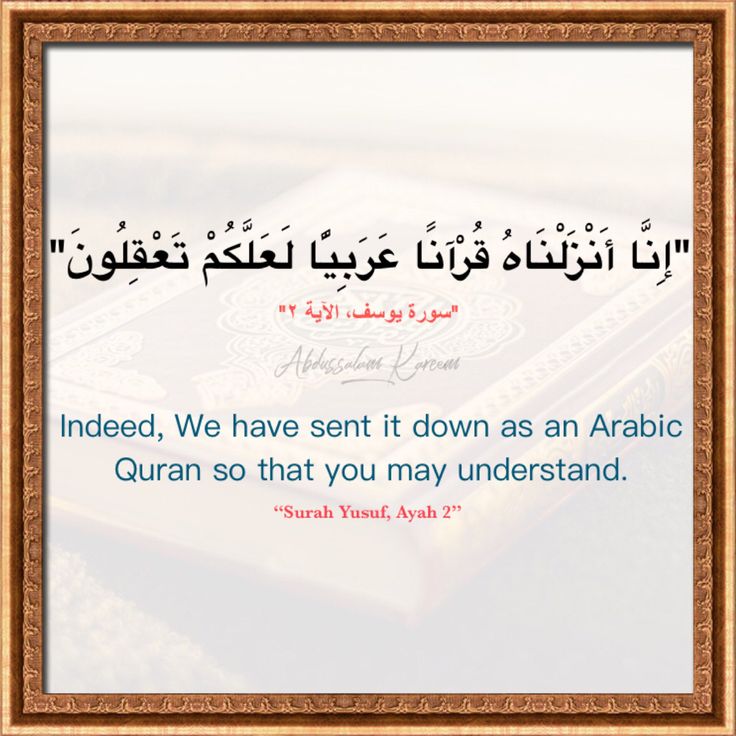 "إِنَّا أَنْزَلْنَاهُ قُرْآنًا عَرَبِيًّا لَعَلَّكُمْ تَعْقِلُونَ"
"سورة يوسف، الآية ٢"
Abdussalam Kareem
Indeed, We have sent it down as an Arabic
Quran so that you may understand.
“Surah Yusuf, Ayah 2”